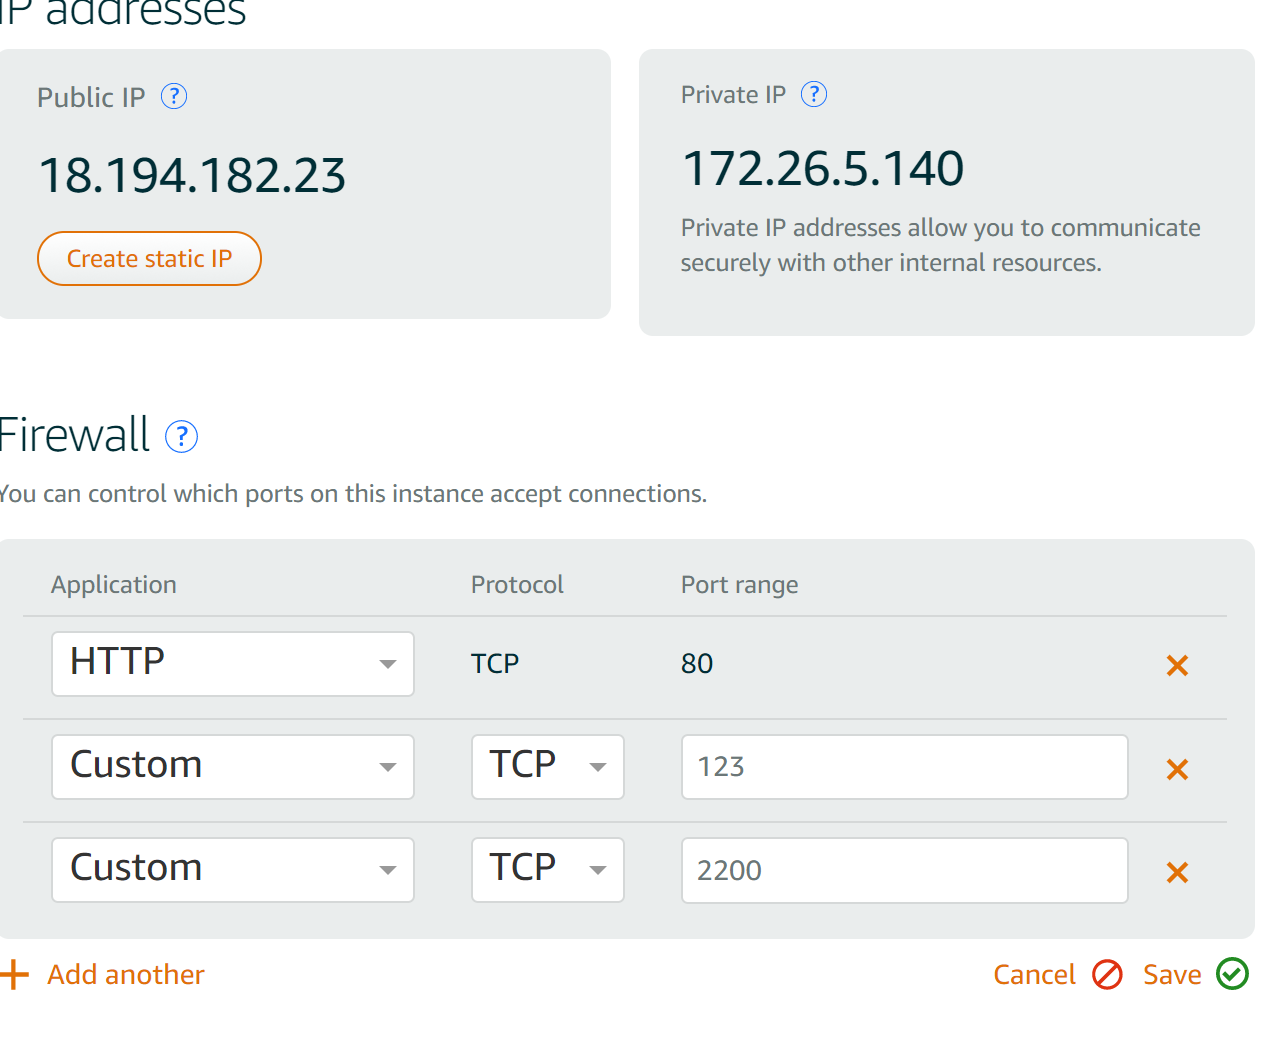 IP addresses
Public IP ?
18.194.182.23
Create static IP
Private IP ?
172.26.5.140
Private IP addresses allow you to communicate
securely with other internal resources.
Firewall ?
You can control which ports on this instance accept connections.
Application Protocol Port range
HTTP TCP 80
Custom TCP 123
Custom TCP 2200
Add another Cancel Save